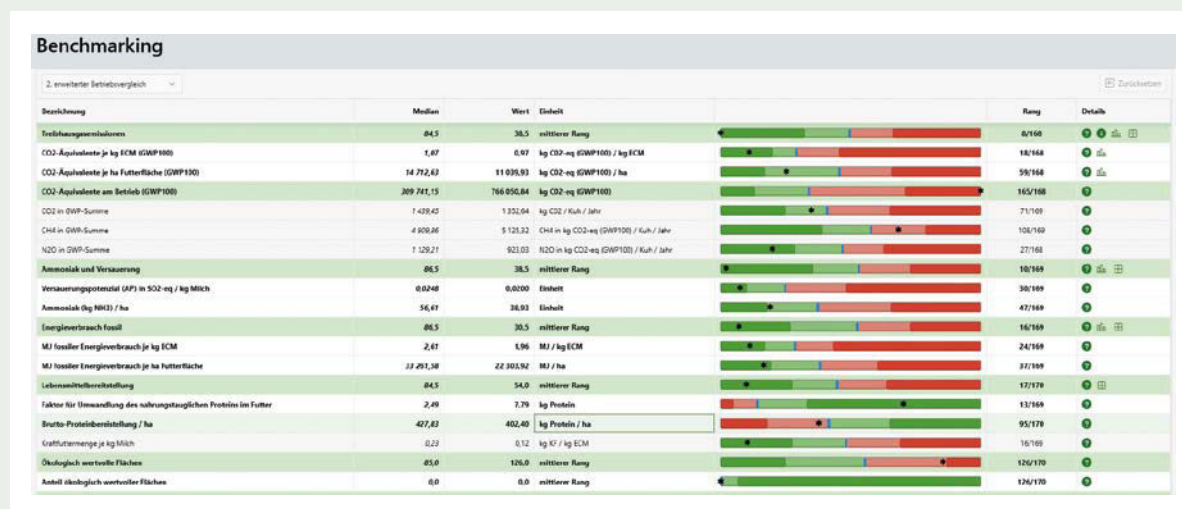 Benchmarking
2. erweiterter Betriebsvergleich
Zurücksetzen
Bezeichnung Median Wert Einheit Rang Details
Treibhausgasemissionen 84,5 38,5 mittlerer Rang 8/168
CO2-Äquivalente je kg ECM (GWP100) 1,07 0,97 kg CO2-eq (GWP100) / kg ECM 18/168
CO2-Äquivalente je ha Futterfläche (GWP100) 14 712,63 11 039,93 kg CO2-eq (GWP100) / ha 59/168
CO2-Äquivalente am Betrieb (GWP100) 309 741,15 766 050,84 kg CO2-eq (GWP100) 165/168
CO2 in GWP-Summe 1 439,45 1 352,64 kg CO2 / Kuh / Jahr 71/169
CH4 in GWP-Summe 4 909,86 5 125,32 CH4 in kg CO2-eq (GWP100) / Kuh / Jahr 108/169
N2O in GWP-Summe 1 129,21 923,03 N2O in kg CO2-eq (GWP100) / Kuh / Jahr 27/168
Ammoniak und Versauerung 86,5 38,5 mittlerer Rang 10/169
Versauerungspotenzial (AP) in SO2-eq / kg Milch 0,0248 0,0200 Einheit 30/169
Ammoniak (kg NH3) / ha 56,61 38,93 Einheit 47/169
Energieverbrauch fossil 86,5 30,5 mittlerer Rang 16/169
MJ fossiler Energieverbrauch je kg ECM 2,61 1,96 MJ / kg ECM 24/169
MJ fossiler Energieverbrauch je ha Futterfläche 33 261,58 22 303,92 MJ / ha 37/169
Lebensmittelbereitstellung 84,5 54,0 mittlerer Rang 17/170
Faktor für Umwandlung des nahrungstauglichen Proteins im Futter 2,49 7,79 kg Protein 13/169
Brutto-Proteinbereistellung / ha 427,83 402,40 kg Protein / ha 95/170
Kraftfuttermenge je kg Milch 0,23 0,12 kg KF / kg ECM 16/169
Ökologisch wertvolle Flächen 85,0 126,0 mittlerer Rang 126/170
Anteil ökologisch wertvoller Flächen 0,0 0,0 mittlerer Rang 126/170